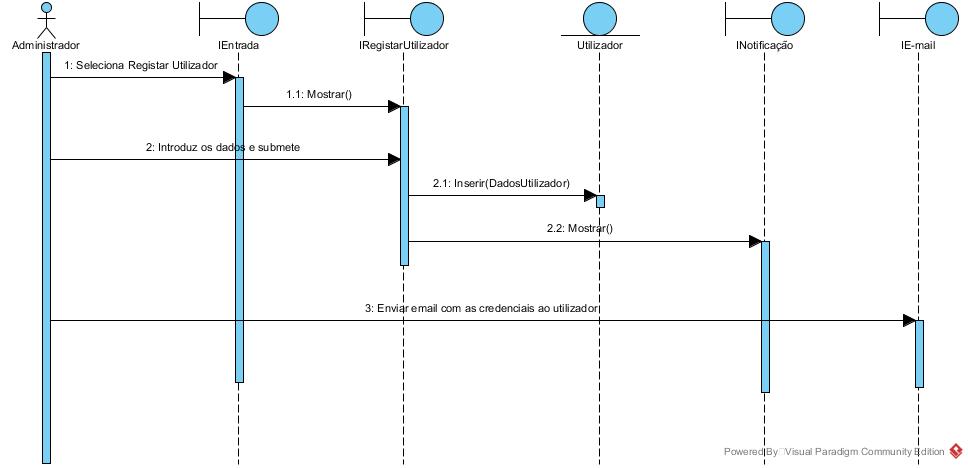 Administrador
IEntrada
IRegistarUtilizador
Utilizador
INotificação
IE-mail
1: Seleciona Registar Utilizador
1.1: Mostrar()
2: Introduz os dados e submete
2.1: Inserir(DadosUtilizador)
2.2: Mostrar()
3: Enviar email com as credenciais ao utilizador
Powered By Visual Paradigm Community Edition